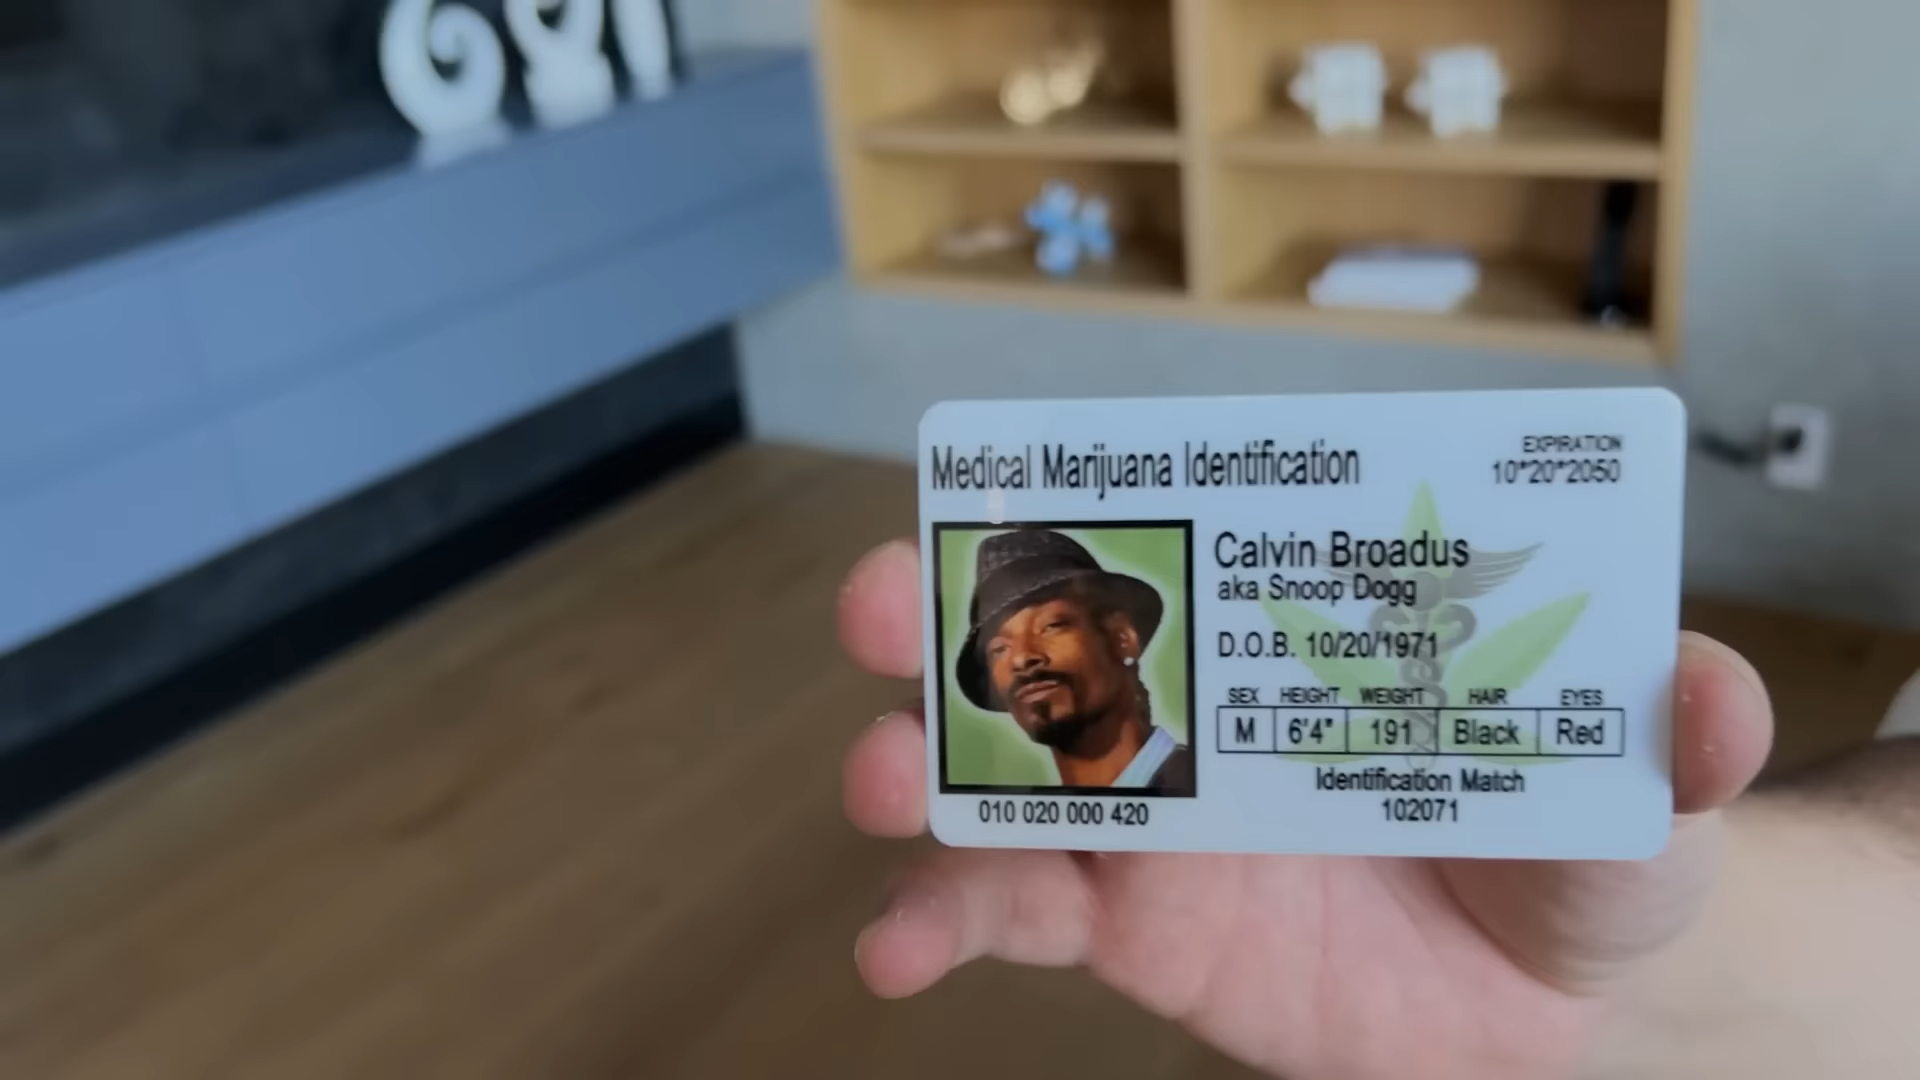 Medical Marijuana Identification
EXPIRATION
10*20*2050
Calvin Broadus
aka Snoop Dogg
D.O.B. 10/20/1971
SEX HEIGHT WEIGHT HAIR EYES
M 6'4" 191 Black Red
Identification Match
102071
010 020 000 420